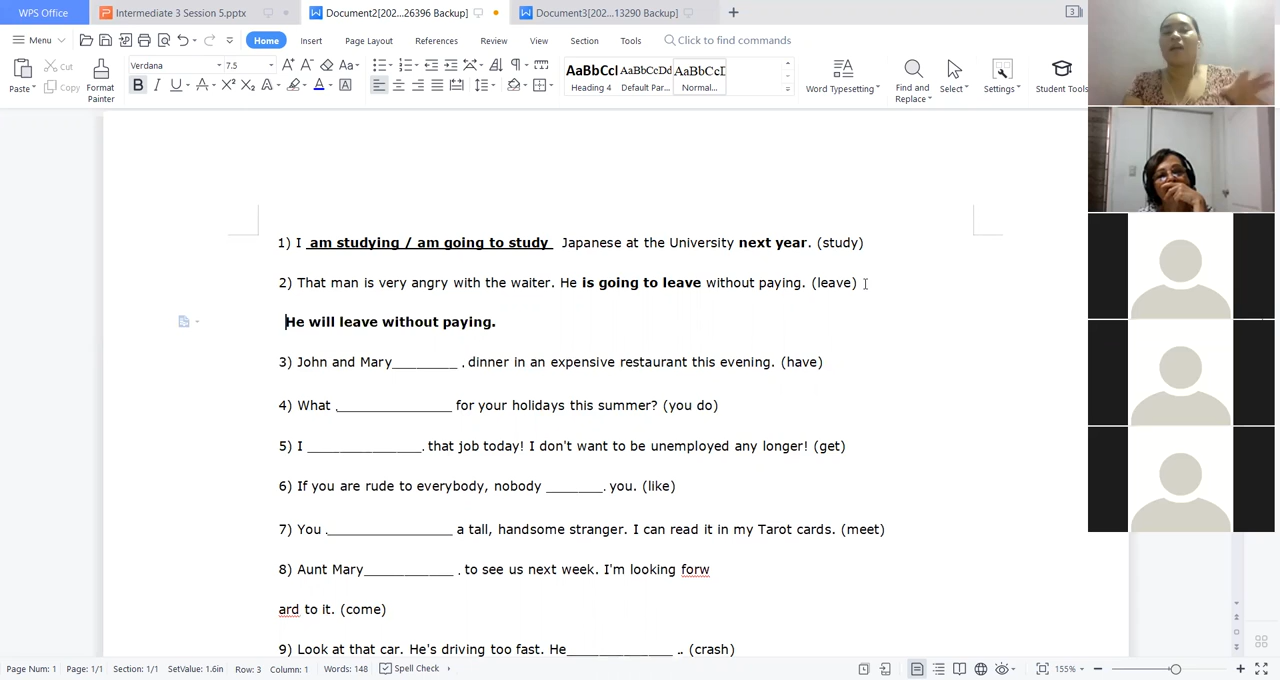 WPS Office
Intermediate 3 Session 5.pptx
Document2[202...26396 Backup]
Document3[202...13290 Backup]
+
3
Menu
Home
Insert
Page Layout
References
Review
View
Section
Tools
Click to find commands
Paste
Cut
Copy
Format Painter
Verdana
7.5
AaBbCcl
Heading 4
AaBbCcDd
Default Par...
AaBbCcD
Normal...
Word Typesetting
Find and Replace
Select
Settings
Student Tools
1) I am studying / am going to study Japanese at the University next year. (study)
2) That man is very angry with the waiter. He is going to leave without paying. (leave)
He will leave without paying.
3) John and Mary________ . dinner in an expensive restaurant this evening. (have)
4) What .______________ for your holidays this summer? (you do)
5) I ______________. that job today! I don't want to be unemployed any longer! (get)
6) If you are rude to everybody, nobody _______. you. (like)
7) You .______________ a tall, handsome stranger. I can read it in my Tarot cards. (meet)
8) Aunt Mary___________ . to see us next week. I'm looking forw
ard to it. (come)
9) Look at that car. He's driving too fast. He_____________ .. (crash)
Page Num: 1
Page: 1/1
Section: 1/1
SetValue: 1.6in
Row: 3
Column: 1
Words: 148
Spell Check
155%